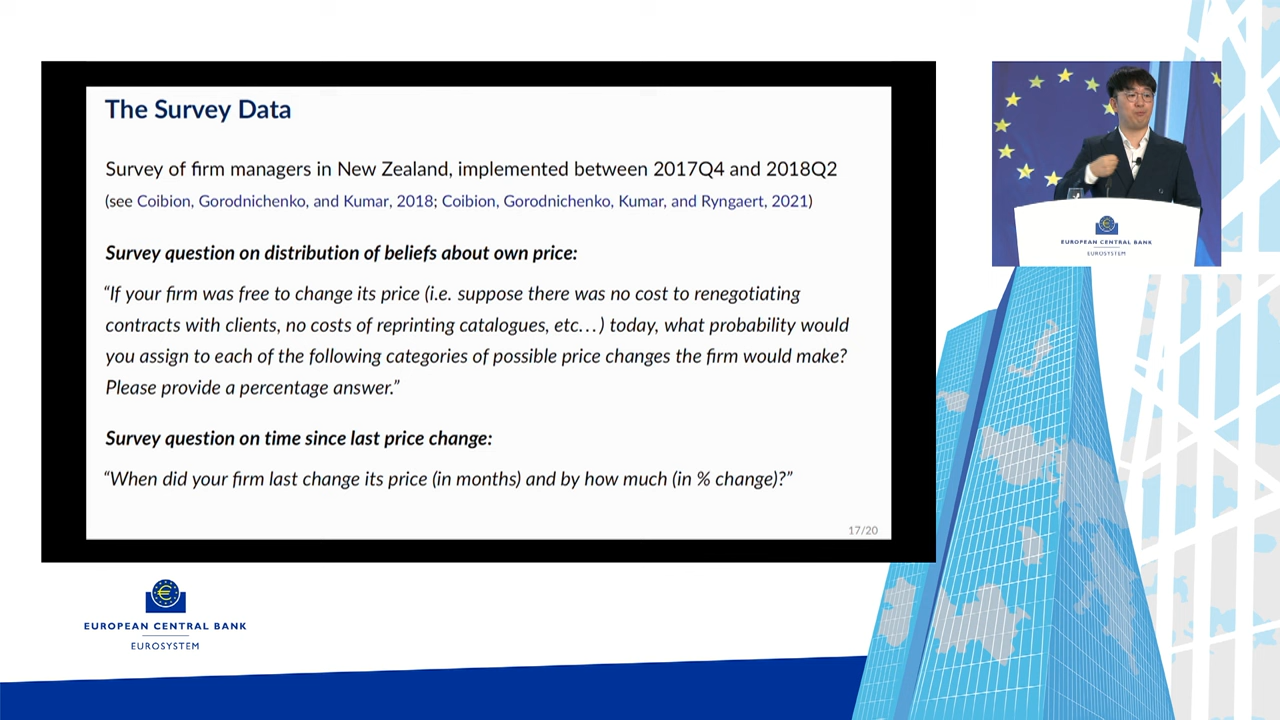 The Survey Data
Survey of firm managers in New Zealand, implemented between 2017Q4 and 2018Q2
(see Coibion, Gorodnichenko, and Kumar, 2018; Coibion, Gorodnichenko, Kumar, and Ryngaert, 2021)
Survey question on distribution of beliefs about own price:
“If your firm was free to change its price (i.e. suppose there was no cost to renegotiating
contracts with clients, no costs of reprinting catalogues, etc…) today, what probability would
you assign to each of the following categories of possible price changes the firm would make?
Please provide a percentage answer.”
Survey question on time since last price change:
“When did your firm last change its price (in months) and by how much (in % change)?”
17/20
EUROPEAN CENTRAL BANK
EUROSYSTEM
EUROPEAN CENTRAL BANK
EUROSYSTEM